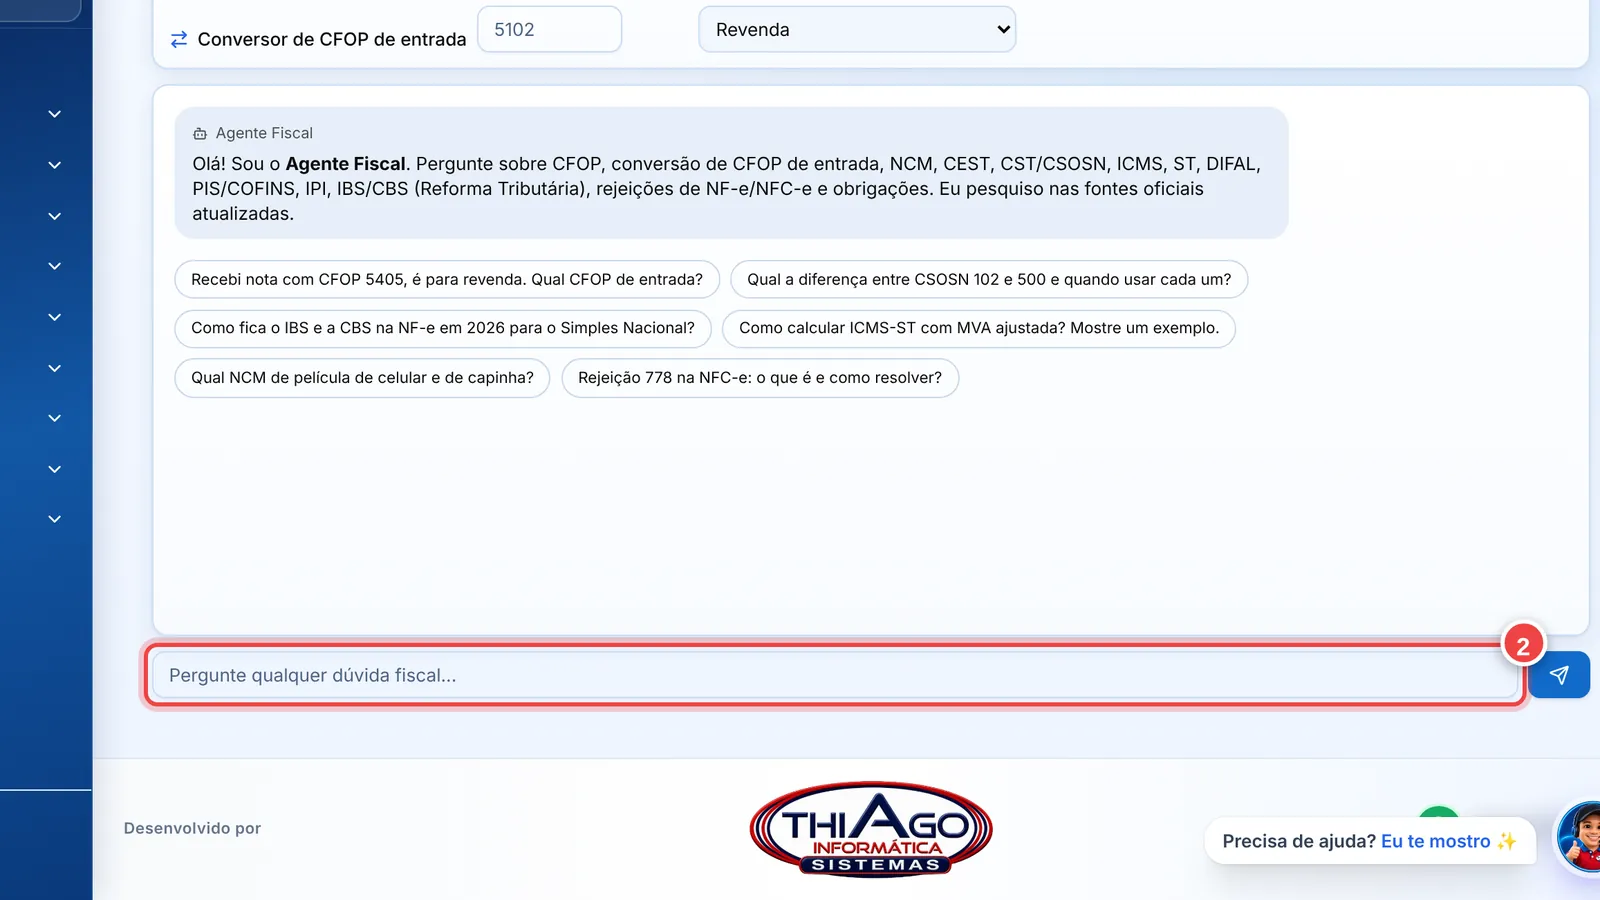 Conversor de CFOP de entrada
5102
Revenda
Agente Fiscal
Olá! Sou o Agente Fiscal. Pergunte sobre CFOP, conversão de CFOP de entrada, NCM, CEST, CST/CSOSN, ICMS, ST, DIFAL,
PIS/COFINS, IPI, IBS/CBS (Reforma Tributária), rejeições de NF-e/NFC-e e obrigações. Eu pesquiso nas fontes oficiais
atualizadas.
Recebi nota com CFOP 5405, é para revenda. Qual CFOP de entrada?
Qual a diferença entre CSOSN 102 e 500 e quando usar cada um?
Como fica o IBS e a CBS na NF-e em 2026 para o Simples Nacional?
Como calcular ICMS-ST com MVA ajustada? Mostre um exemplo.
Qual NCM de película de celular e de capinha?
Rejeição 778 na NFC-e: o que é e como resolver?
2
Pergunte qualquer dúvida fiscal...
Desenvolvido por
THIAGO
INFORMÁTICA
SISTEMAS
Precisa de ajuda? Eu te mostro ✨